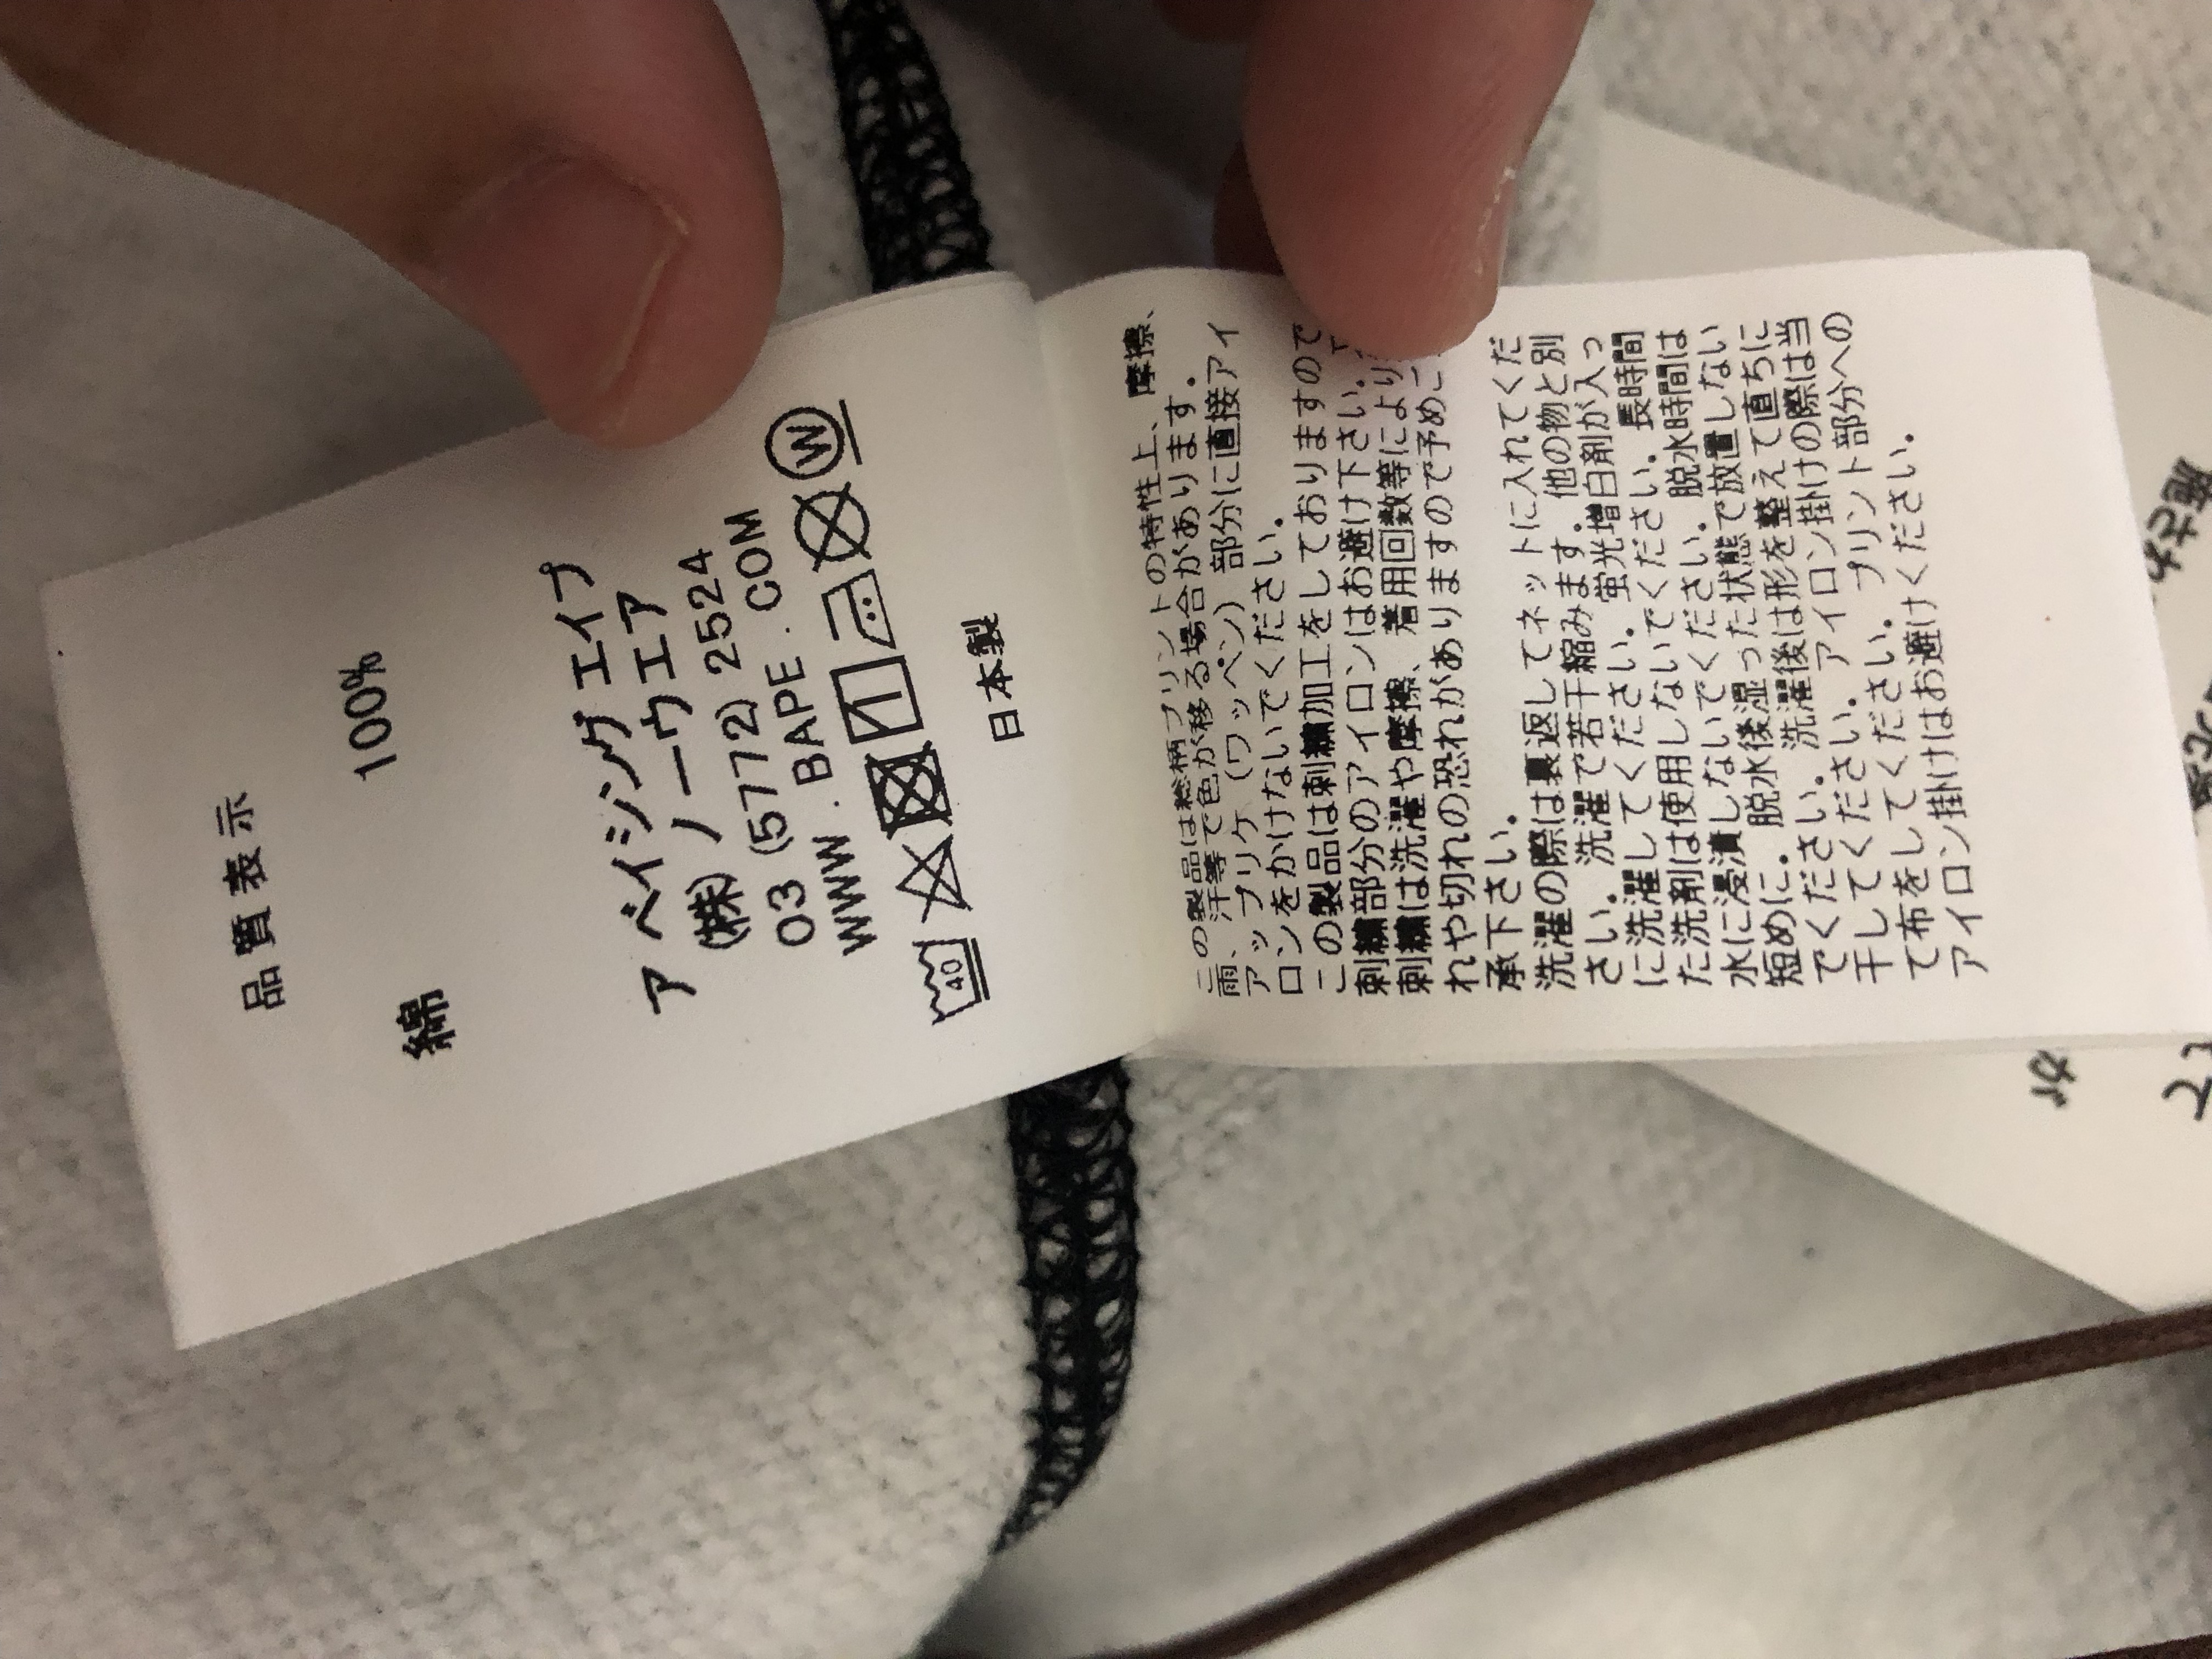 品質表示
綿 100%
ア ベイシング エイプ
(株) ノーウェア
03 (5772) 2524
WWW . BAPE . COM
40 W
日本製
この製品は総柄プリントの特性上、摩擦、
雨、汗等で色が移る場合があります。
アップリケ（ワッペン）部分に直接アイ
ロンをかけないでください。
この製品は刺繍加工をしておりますので
刺繍部分のアイロンはお避け下さい。
刺繍は洗濯や摩擦、着用回数等により
れや切れの恐れがありますので予めご
承下さい。
洗濯の際は裏返してネットに入れてくだ
さい。洗濯で若干縮みます。他の物と別
に洗濯してください。蛍光増白剤が入っ
た洗剤は使用しないでください。長時間
水に浸漬しないでください。脱水時間は
短めに。脱水後湿った状態で放置しない
でください。洗濯後は形を整えて直ちに
干してください。アイロン掛けの際は当
て布をしてください。プリント部分への
アイロン掛けはお避けください。